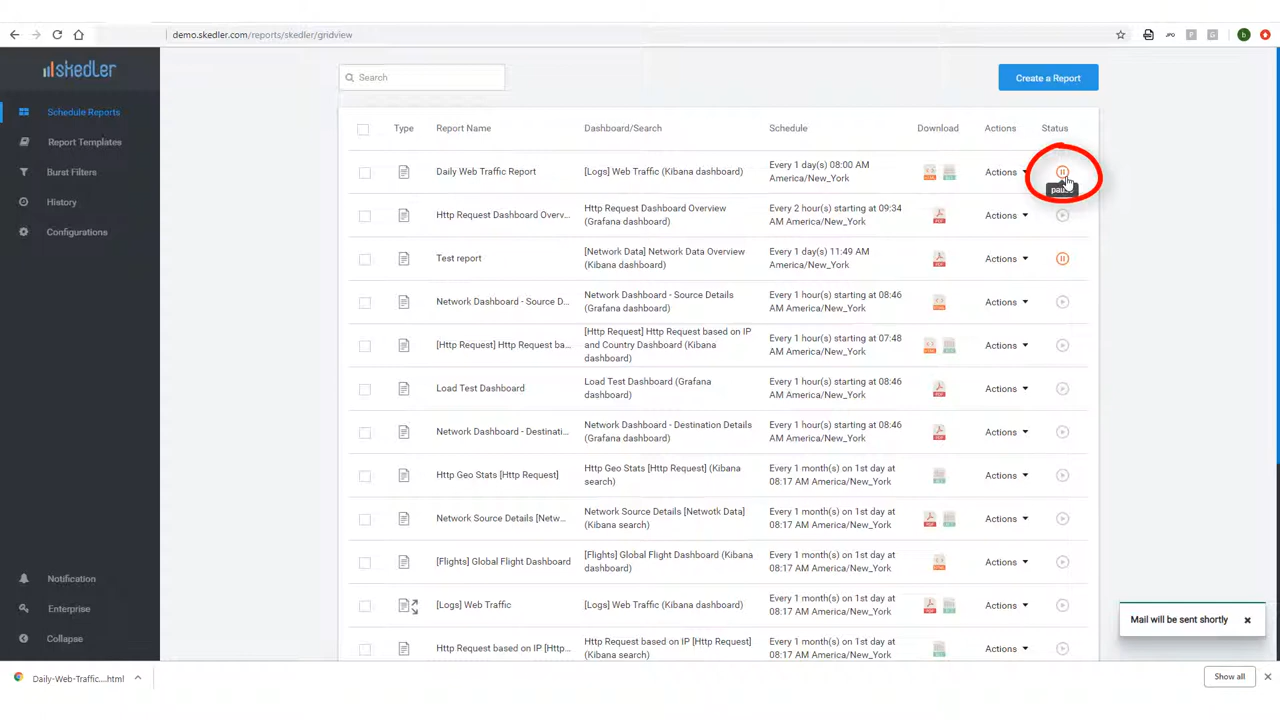 demo.skedler.com/reports/skedler/gridview
skedler
Schedule Reports
Report Templates
Burst Filters
History
Configurations
Notification
Enterprise
Collapse
Search
Create a Report
Type Report Name Dashboard/Search Schedule Download Actions Status
Daily Web Traffic Report [Logs] Web Traffic (Kibana dashboard) Every 1 day(s) 08:00 AM
America/New_York Actions
Http Request Dashboard Overv... Http Request Dashboard Overview
(Grafana dashboard) Every 2 hour(s) starting at 09:34
AM America/New_York Actions
Test report [Network Data] Network Data Overview
(Kibana dashboard) Every 1 day(s) 11:49 AM
America/New_York Actions
Network Dashboard - Source D... Network Dashboard - Source Details
(Grafana dashboard) Every 1 hour(s) starting at 08:46
AM America/New_York Actions
[Http Request] Http Request ba... [Http Request] Http Request based on IP
and Country Dashboard (Kibana
dashboard) Every 1 hour(s) starting at 07:48
AM America/New_York Actions
Load Test Dashboard Load Test Dashboard (Grafana
dashboard) Every 1 hour(s) starting at 08:46
AM America/New_York Actions
Network Dashboard - Destinati... Network Dashboard - Destination Details
(Grafana dashboard) Every 1 hour(s) starting at 08:46
AM America/New_York Actions
Http Geo Stats [Http Request] Http Geo Stats [Http Request] (Kibana
search) Every 1 month(s) on 1st day at
08:17 AM America/New_York Actions
Network Source Details [Netw... Network Source Details [Netwotk Data]
(Kibana search) Every 1 month(s) on 1st day at
08:17 AM America/New_York Actions
[Flights] Global Flight Dashboard [Flights] Global Flight Dashboard (Kibana
dashboard) Every 1 month(s) on 1st day at
08:17 AM America/New_York Actions
[Logs] Web Traffic [Logs] Web Traffic (Kibana dashboard) Every 1 month(s) on 1st day at
08:17 AM America/New_York Actions
Http Request based on IP [Http... Http Request based on IP [Http Request]
(Kibana dashboard) Every 1 month(s) on 1st day at
08:17 AM America/New_York Actions
Mail will be sent shortly
Daily-Web-Traffic....html
Show all